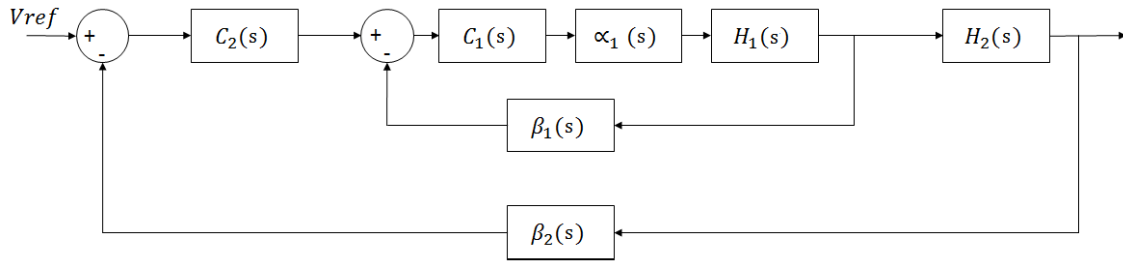 Vref
+
-
C₂(s)
+
-
C₁(s)
∝₁ (s)
H₁(s)
H₂(s)
β₁(s)
β₂(s)